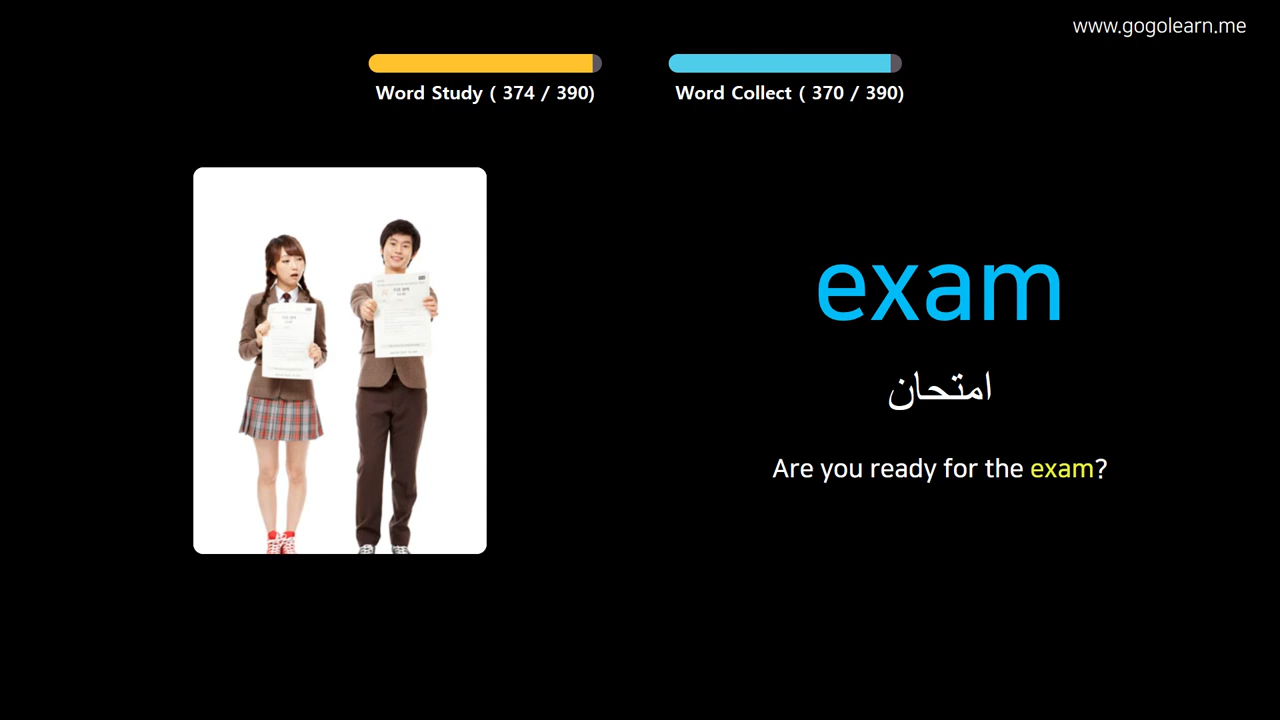 www.gogolearn.me
Word Study ( 374 / 390)
Word Collect ( 370 / 390)
exam
امتحان
Are you ready for the exam?